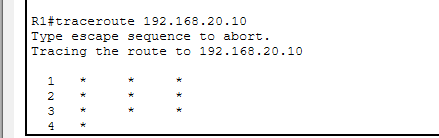 R1#traceroute 192.168.20.10
Type escape sequence to abort.
Tracing the route to 192.168.20.10
1 * * *
2 * * *
3 * * *
4 *